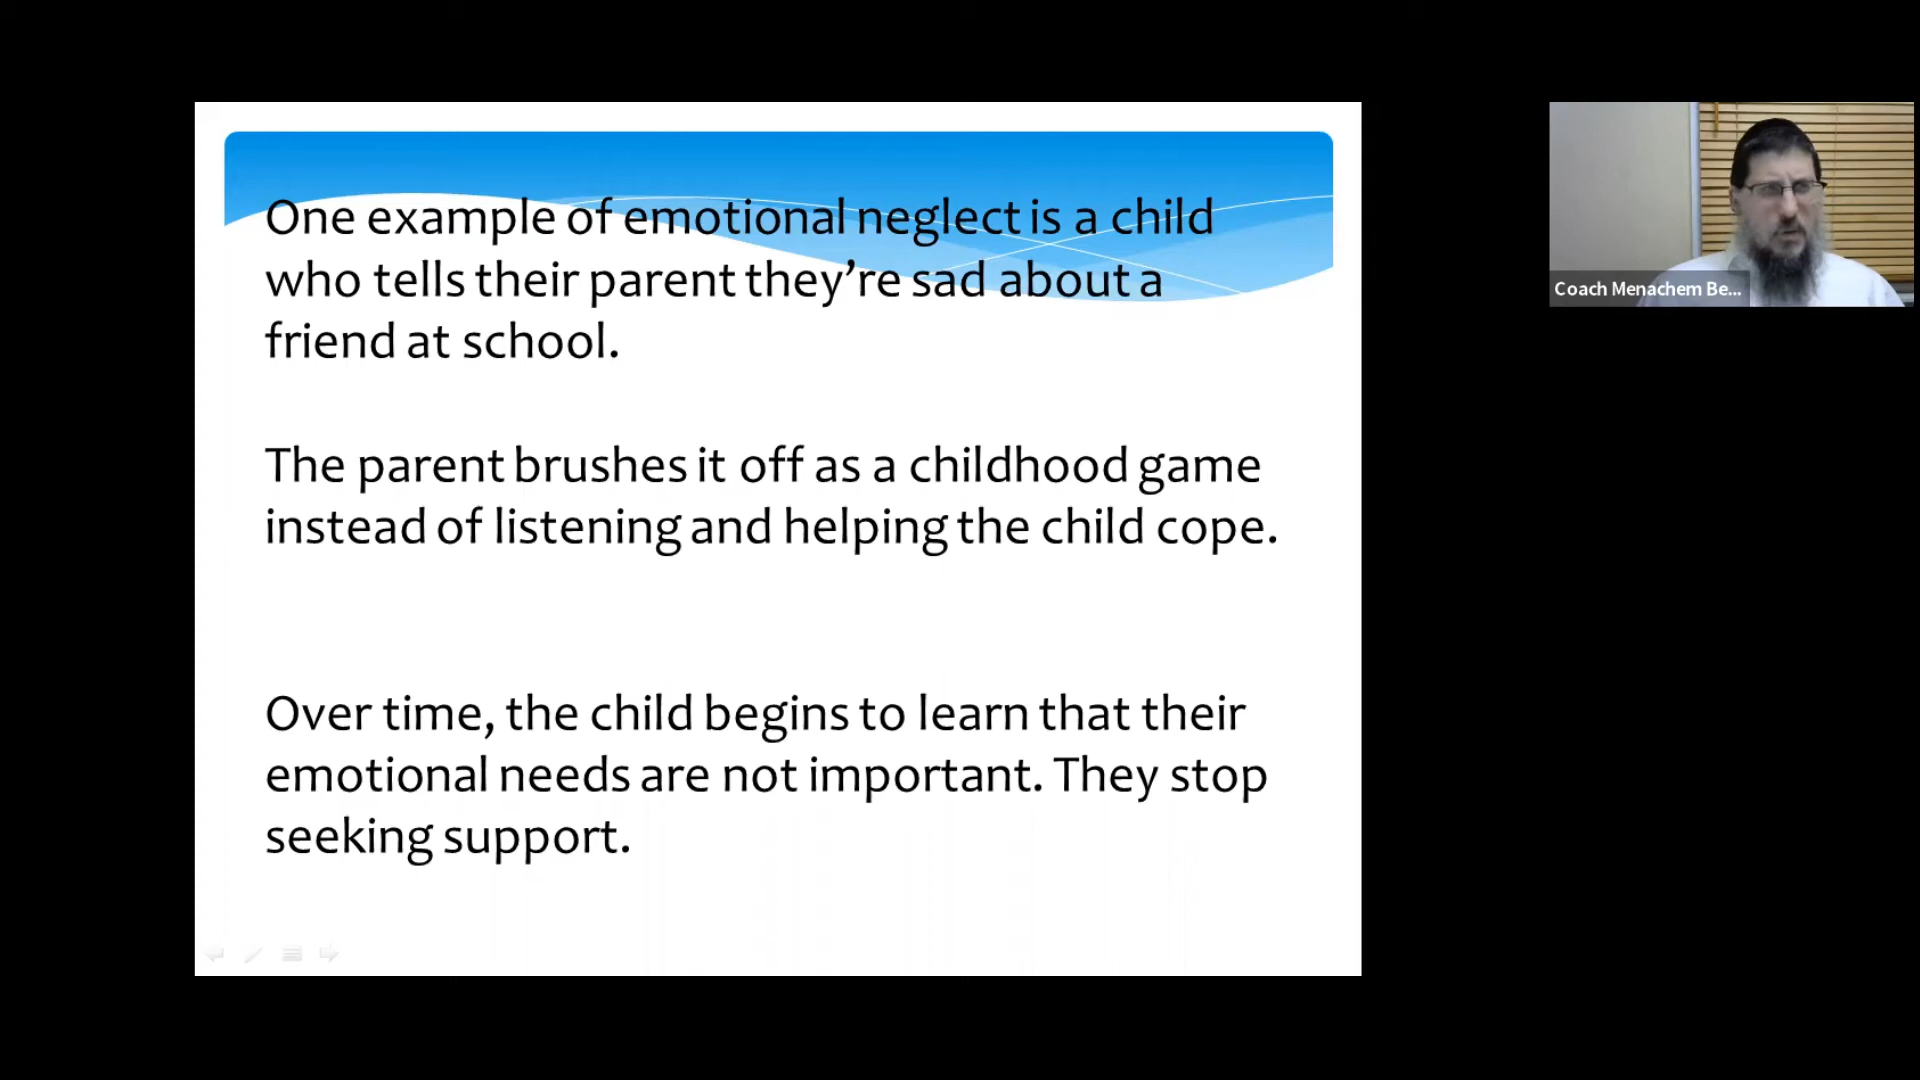 One example of emotional neglect is a child
who tells their parent they’re sad about a
friend at school.
The parent brushes it off as a childhood game
instead of listening and helping the child cope.
Over time, the child begins to learn that their
emotional needs are not important. They stop
seeking support.
Coach Menachem Be...